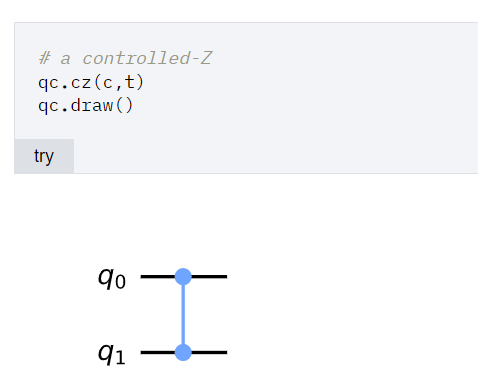 # a controlled-Z
qc.cz(c,t)
qc.draw()
try
q0
q1